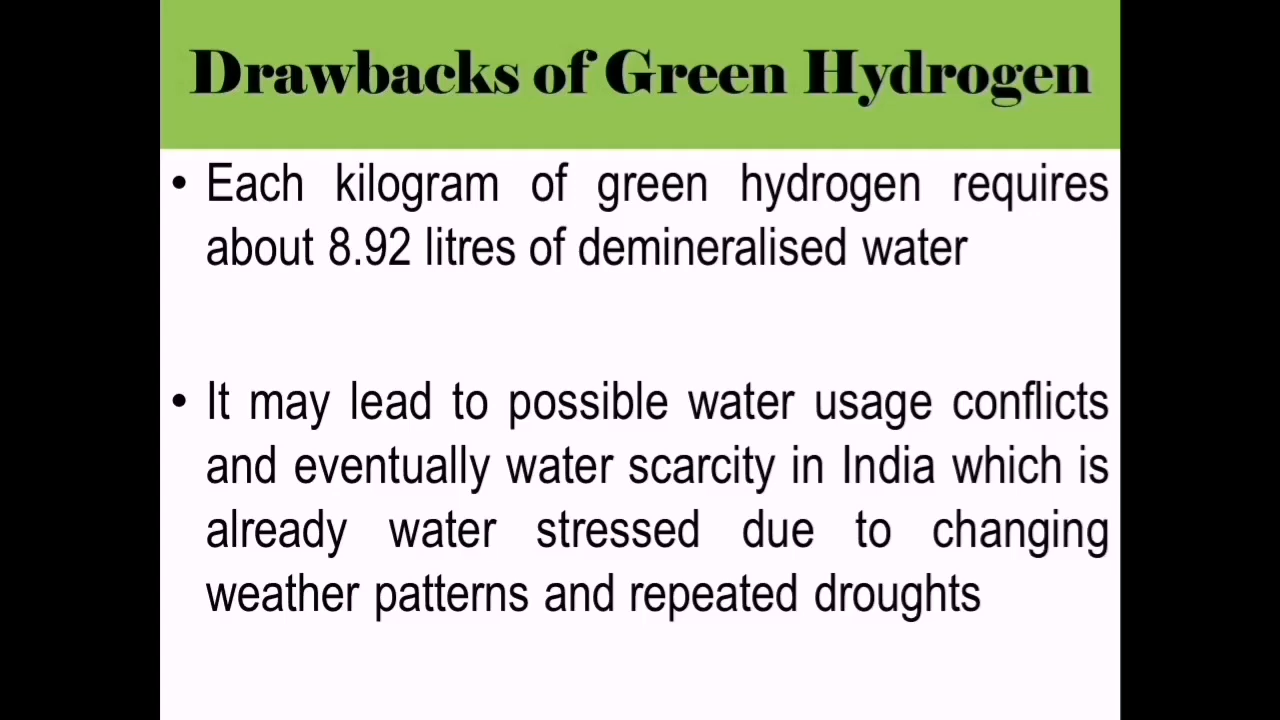 Drawbacks of Green Hydrogen
• Each kilogram of green hydrogen requires
about 8.92 litres of demineralised water
• It may lead to possible water usage conflicts
and eventually water scarcity in India which is
already water stressed due to changing
weather patterns and repeated droughts